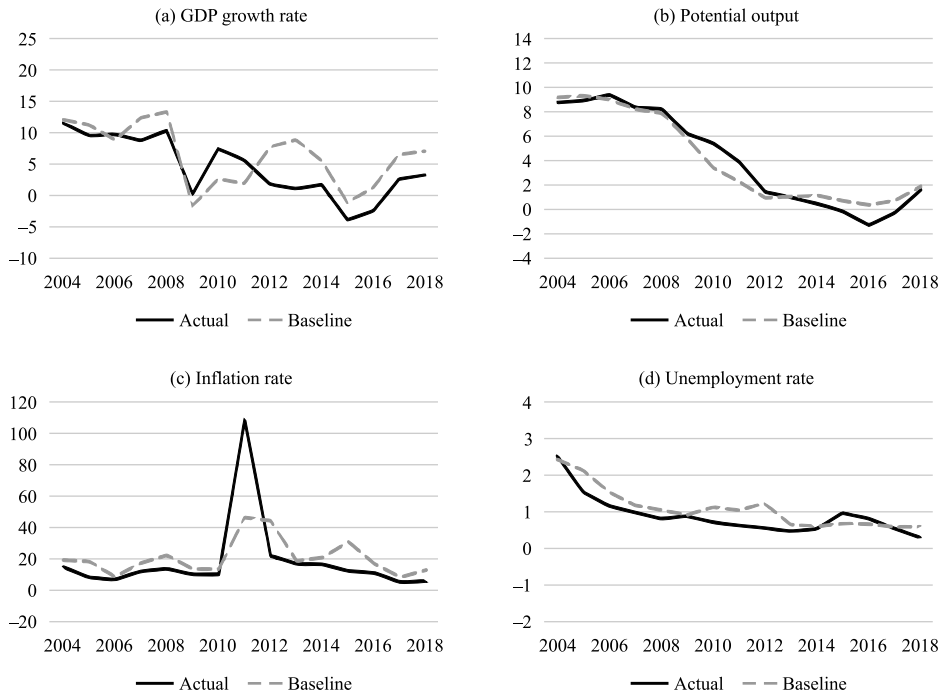 (a) GDP growth rate
25
20
15
10
5
0
–5
–10
2004 2006 2008 2010 2012 2014 2016 2018
Actual Baseline
(b) Potential output
14
12
10
8
6
4
2
0
–2
–4
2004 2006 2008 2010 2012 2014 2016 2018
Actual Baseline
(c) Inflation rate
120
100
80
60
40
20
0
–20
2004 2006 2008 2010 2012 2014 2016 2018
Actual Baseline
(d) Unemployment rate
4
3
2
1
0
–1
–2
2004 2006 2008 2010 2012 2014 2016 2018
Actual Baseline